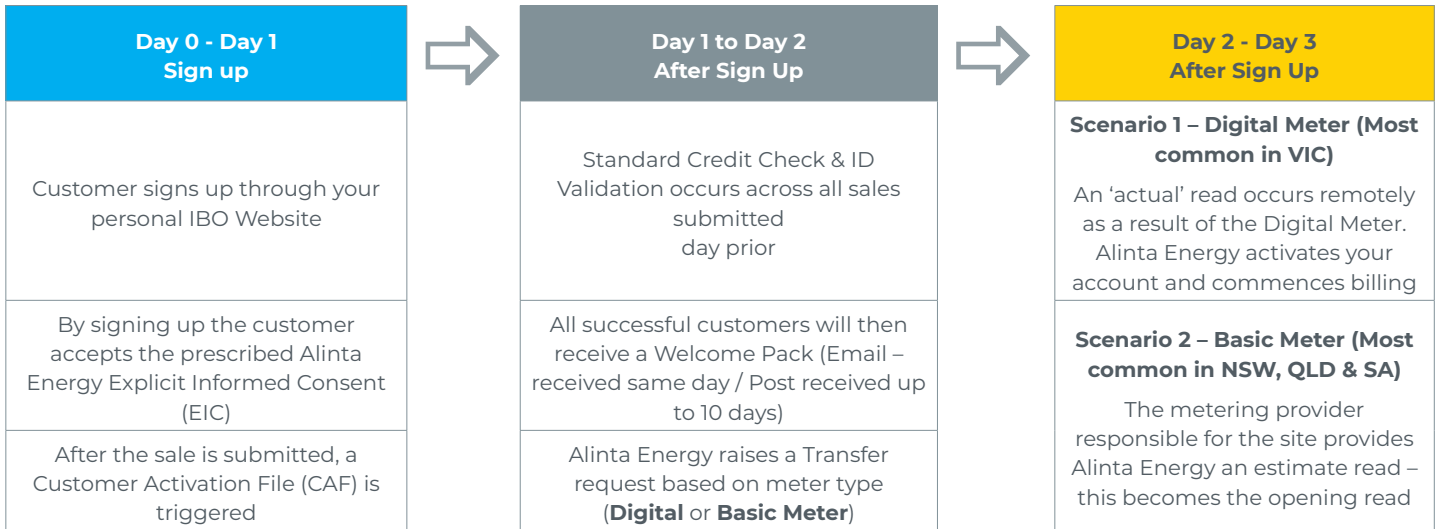 Day 0 - Day 1
Sign up
Customer signs up through your
personal IBO Website
By signing up the customer
accepts the prescribed Alinta
Energy Explicit Informed Consent
(EIC)
After the sale is submitted, a
Customer Activation File (CAF) is
triggered
Day 1 to Day 2
After Sign Up
Standard Credit Check & ID
Validation occurs across all sales
submitted
day prior
All successful customers will then
receive a Welcome Pack (Email –
received same day / Post received up
to 10 days)
Alinta Energy raises a Transfer
request based on meter type
(Digital or Basic Meter)
Day 2 - Day 3
After Sign Up
Scenario 1 – Digital Meter (Most
common in VIC)
An ‘actual’ read occurs remotely
as a result of the Digital Meter.
Alinta Energy activates your
account and commences billing
Scenario 2 – Basic Meter (Most
common in NSW, QLD & SA)
The metering provider
responsible for the site provides
Alinta Energy an estimate read –
this becomes the opening read